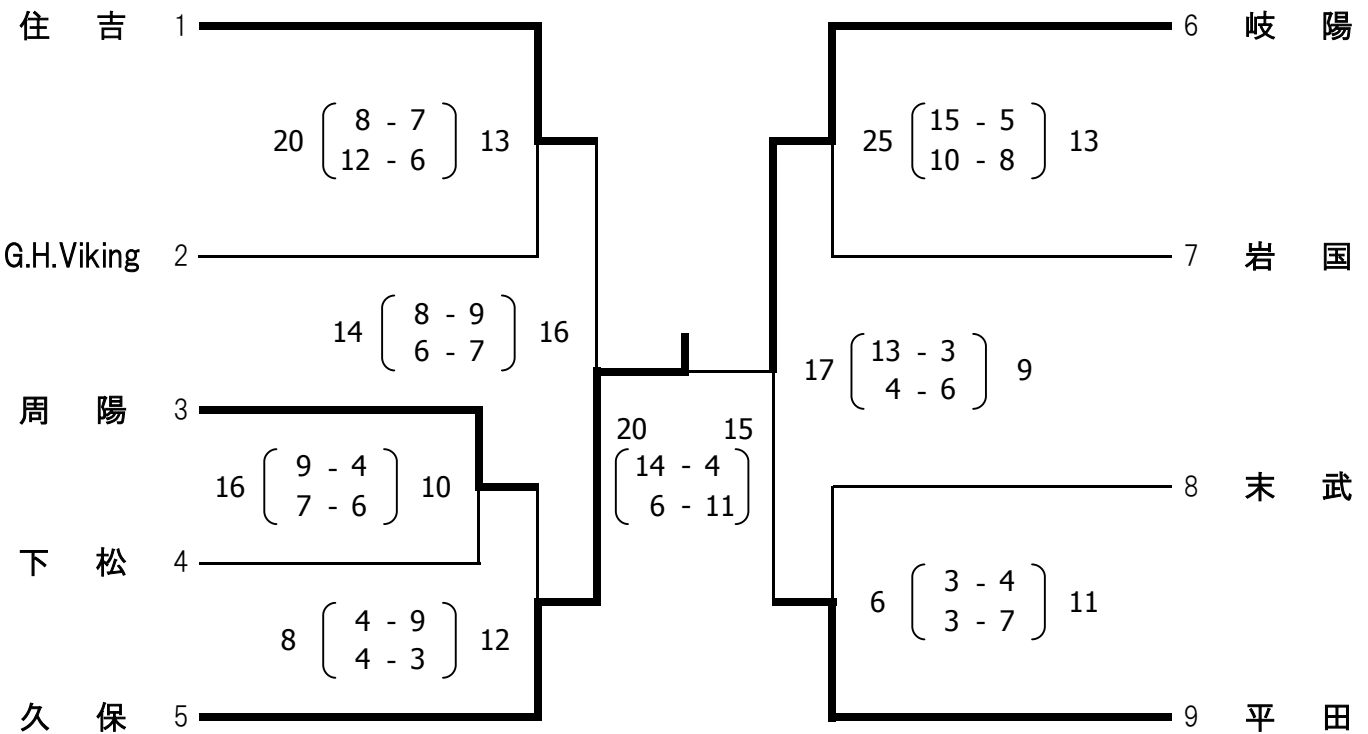 住 吉 1
6 岐 陽
20 ( 8 - 7 ) 13
( 12 - 6 )
25 ( 15 - 5 ) 13
( 10 - 8 )
G.H.Viking 2
7 岩 国
14 ( 8 - 9 ) 16
( 6 - 7 )
17 ( 13 - 3 ) 9
( 4 - 6 )
周 陽 3
20 15
( 14 - 4 )
( 6 - 11 )
16 ( 9 - 4 ) 10
( 7 - 6 )
8 末 武
下 松 4
6 ( 3 - 4 ) 11
( 3 - 7 )
8 ( 4 - 9 ) 12
( 4 - 3 )
久 保 5
9 平 田